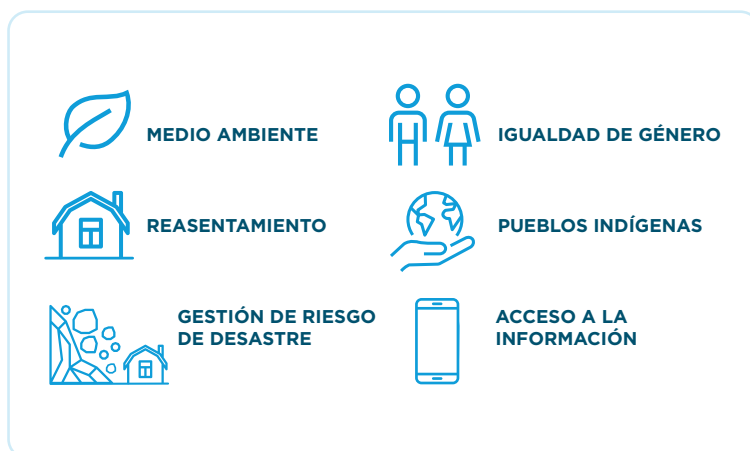 MEDIO AMBIENTE
IGUALDAD DE GÉNERO
REASENTAMIENTO
PUEBLOS INDÍGENAS
GESTIÓN DE RIESGO
DE DESASTRE
ACCESO A LA
INFORMACIÓN